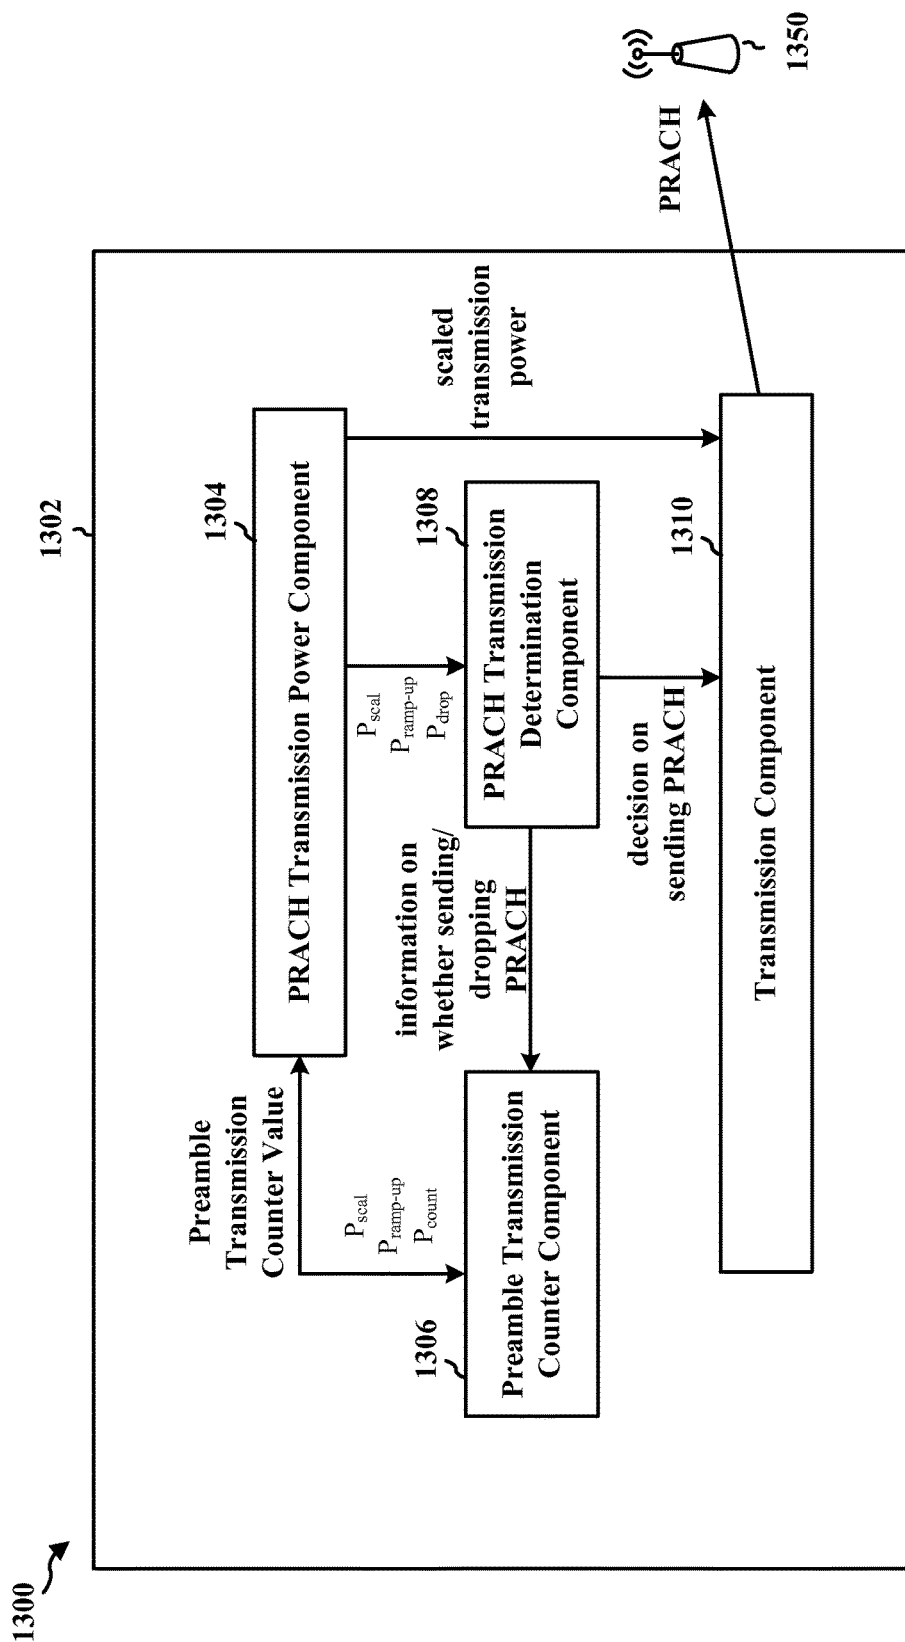 1300
1302
PRACH Transmission Power Component
1304
Preamble
Transmission
Counter Value
P_scal
P_ramp-up
P_count
P_scal
P_ramp-up
P_drop
scaled
transmission
power
1306
Preamble Transmission
Counter Component
information on
whether sending/
dropping
PRACH
1308
PRACH Transmission
Determination
Component
decision on
sending PRACH
1310
Transmission Component
PRACH
1350